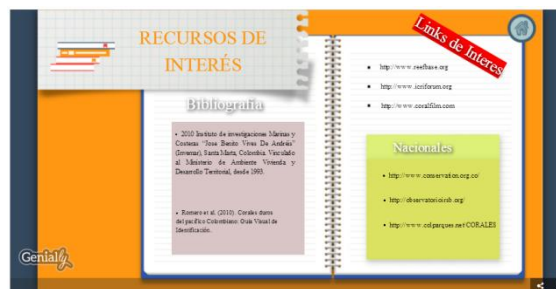 RECURSOS DE
INTERÉS
Links de Interes
Bibliografía
• 2010 Instituto de investigaciones Marinas y
Costeras "Jose Benito Vives De Andréis"
(Invemar), Santa Marta, Colombia. Vinculado
al Ministerio de Ambiente Vivienda y
Desarrollo Territorial, desde 1993.
• Romero et al. (2010). Corales duros
del pacífico Colombiano: Guía Visual de
Identificación.
• http://www.reefbase.org
• http://www.icriforum.org
• http://www.coralfilm.com
Nacionales
• http://www.conservation.org.co/
• http://observatorioirsb.org/
• http://www.colparques.net/CORALES
Genially